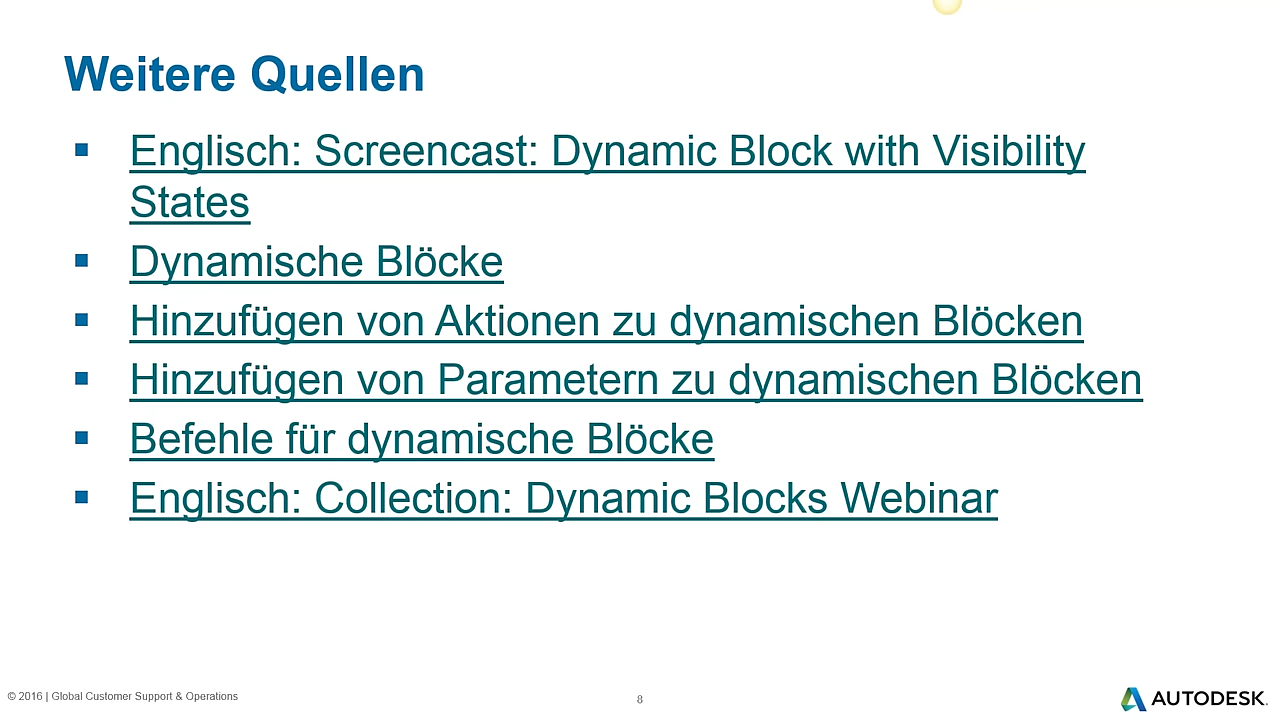 Weitere Quellen
Englisch: Screencast: Dynamic Block with Visibility
States
Dynamische Blöcke
Hinzufügen von Aktionen zu dynamischen Blöcken
Hinzufügen von Parametern zu dynamischen Blöcken
Befehle für dynamische Blöcke
Englisch: Collection: Dynamic Blocks Webinar
© 2016 | Global Customer Support & Operations
8
AUTODESK.